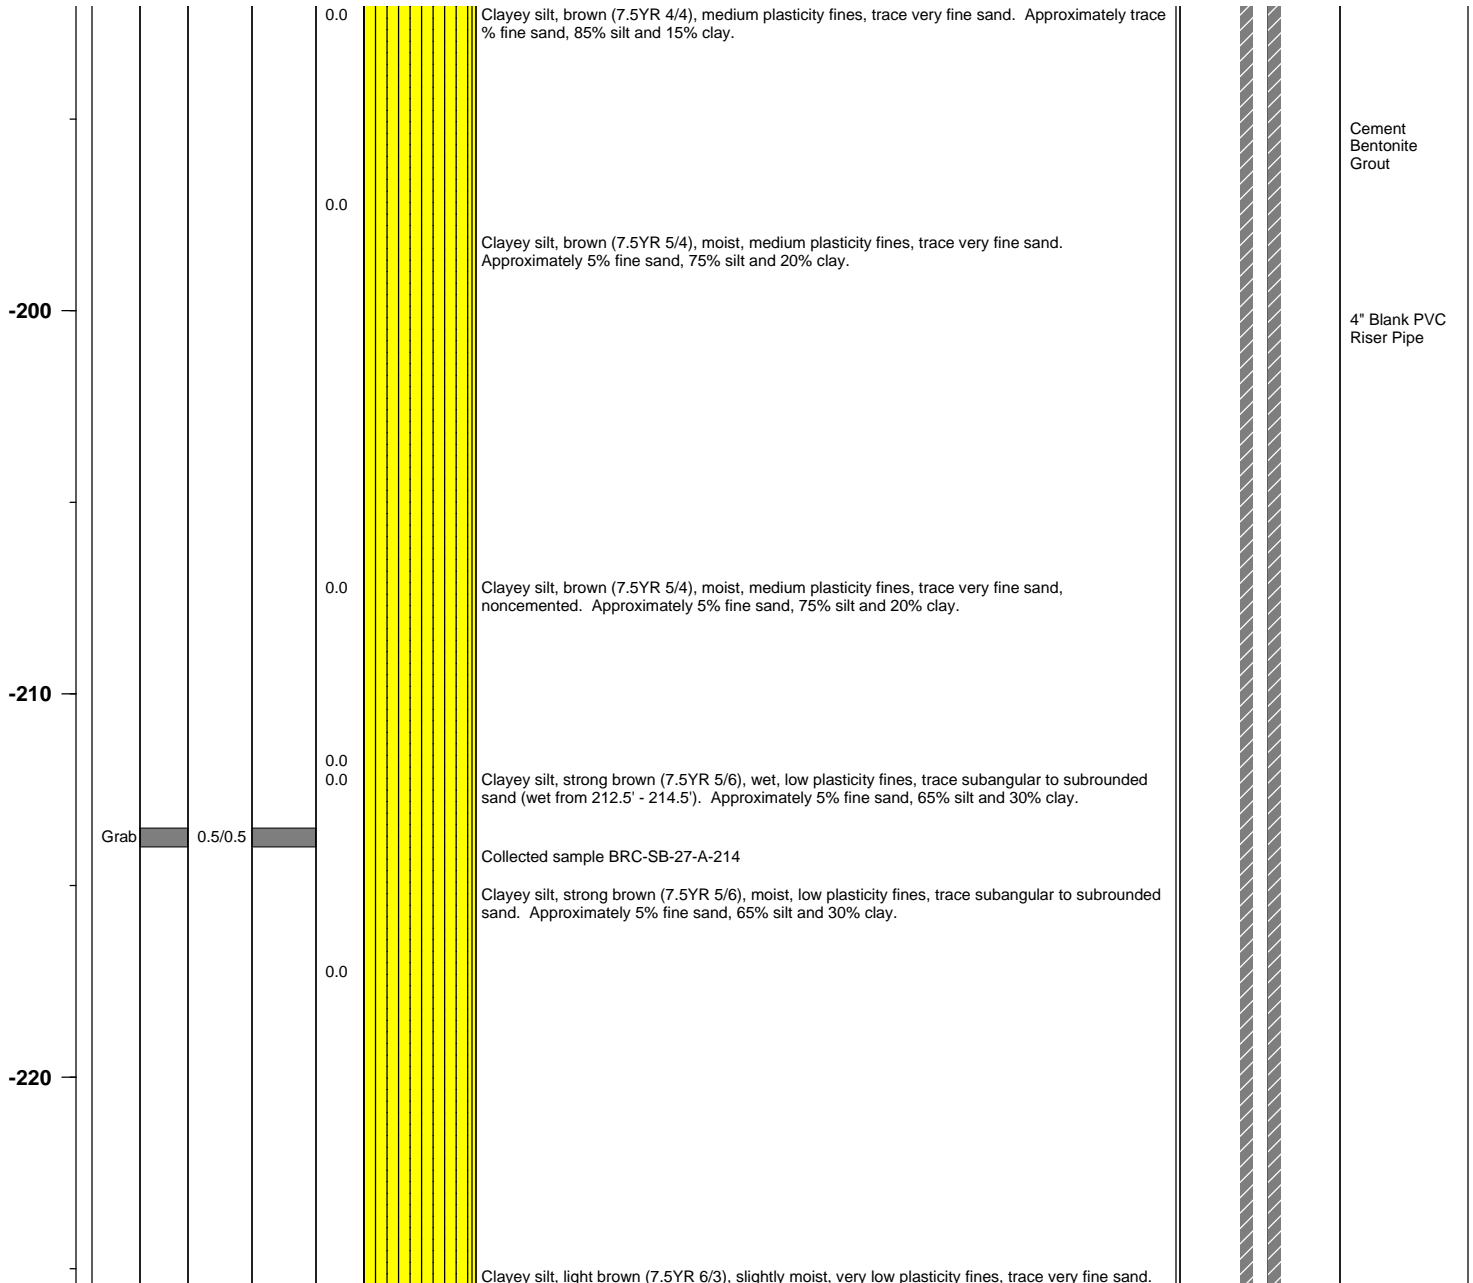 0.0
Clayey silt, brown (7.5YR 4/4), medium plasticity fines, trace very fine sand.  Approximately trace
% fine sand, 85% silt and 15% clay.
Cement
Bentonite
Grout
0.0
Clayey silt, brown (7.5YR 5/4), moist, medium plasticity fines, trace very fine sand.
Approximately 5% fine sand, 75% silt and 20% clay.
-200
4" Blank PVC
Riser Pipe
0.0
Clayey silt, brown (7.5YR 5/4), moist, medium plasticity fines, trace very fine sand,
noncemented.  Approximately 5% fine sand, 75% silt and 20% clay.
-210
0.0
0.0
Clayey silt, strong brown (7.5YR 5/6), wet, low plasticity fines, trace subangular to subrounded
sand (wet from 212.5' - 214.5').  Approximately 5% fine sand, 65% silt and 30% clay.
Grab
0.5/0.5
Collected sample BRC-SB-27-A-214
Clayey silt, strong brown (7.5YR 5/6), moist, low plasticity fines, trace subangular to subrounded
sand.  Approximately 5% fine sand, 65% silt and 30% clay.
0.0
-220
Clayey silt, light brown (7.5YR 6/3), slightly moist, very low plasticity fines, trace very fine sand.